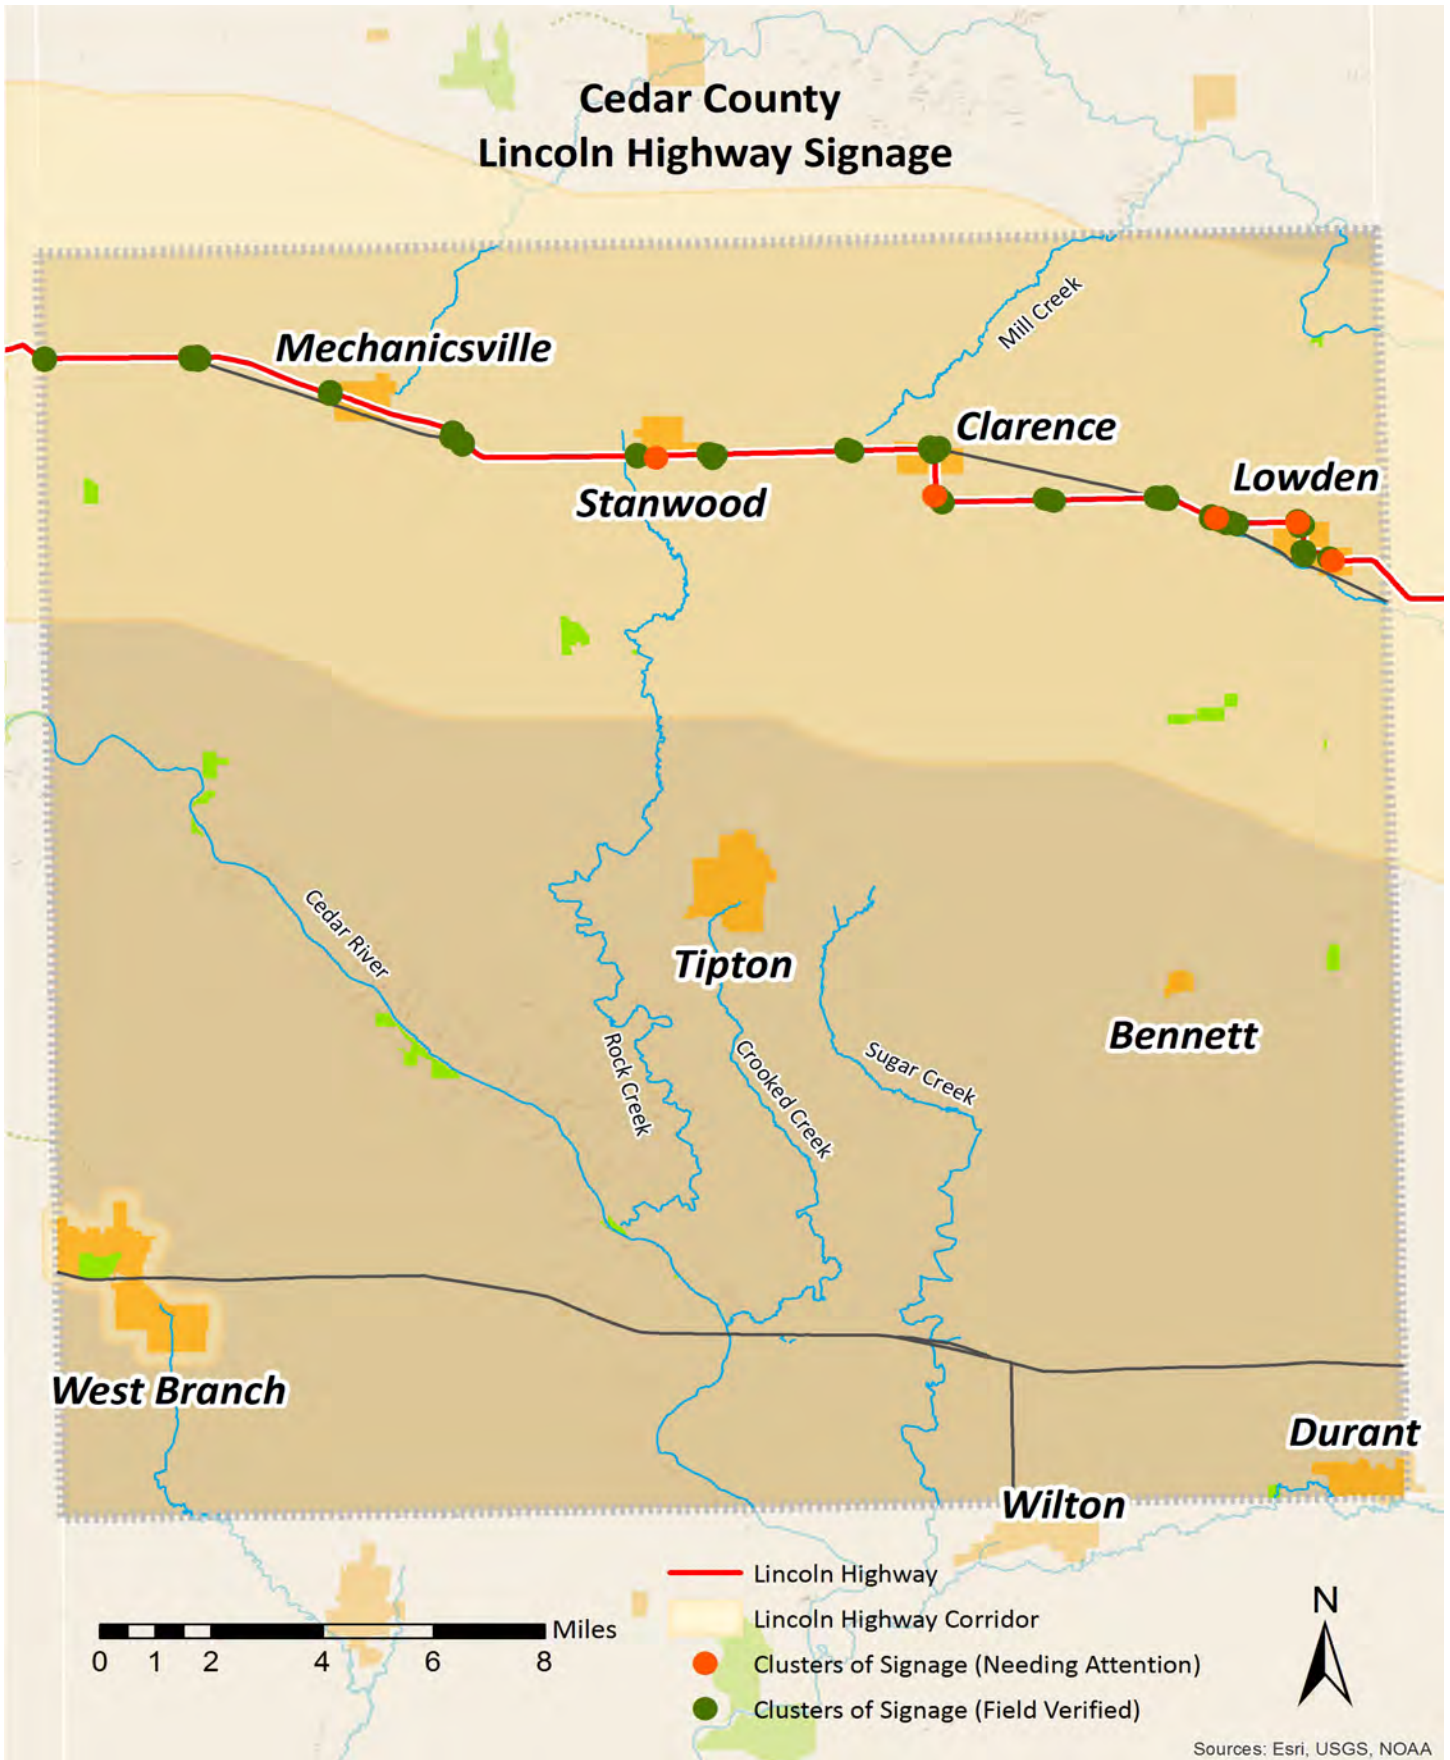 Cedar County
Lincoln Highway Signage
Mill Creek
Mechanicsville
Clarence
Lowden
Stanwood
Cedar River
Tipton
Bennett
Rock Creek
Crooked Creek
Sugar Creek
West Branch
Durant
Wilton
Lincoln Highway
Lincoln Highway Corridor
Clusters of Signage (Needing Attention)
Clusters of Signage (Field Verified)
Miles
0 1 2 4 6 8
N
Sources: Esri, USGS, NOAA